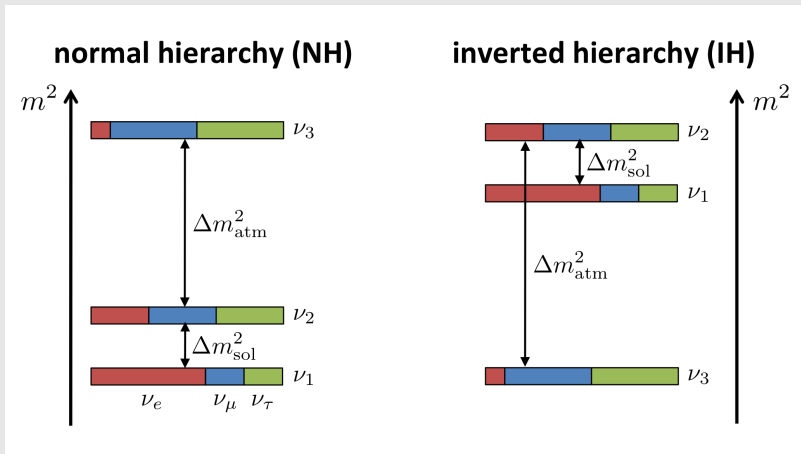 normal hierarchy (NH)
m²
ν₃
Δm²atm
ν₂
Δm²sol
ν₁
νe νμ ντ
inverted hierarchy (IH)
m²
ν₂
Δm²sol
ν₁
Δm²atm
ν₃